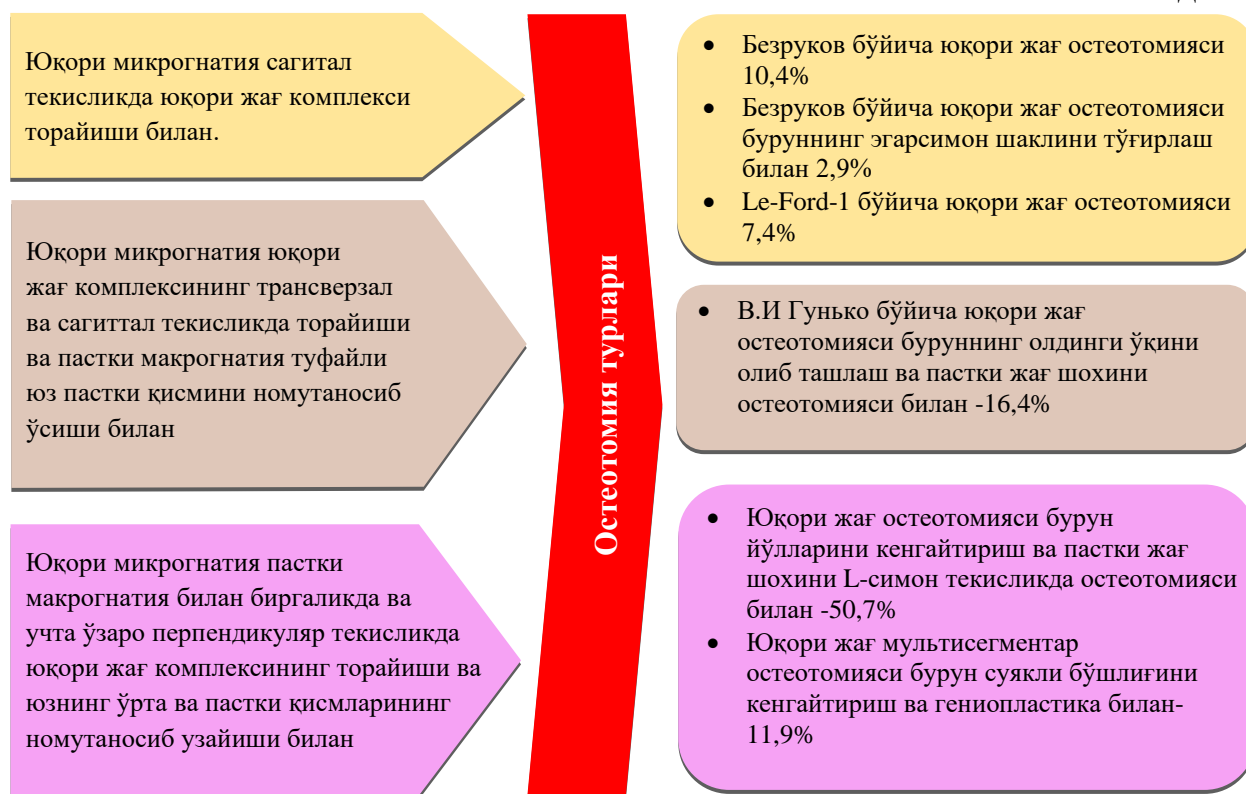 Юқори микрогнатия сагитал
текисликда юқори жағ комплекси
торайиши билан.
Юқори микрогнатия юқори
жағ комплексининг трансверзал
ва сагиттал текисликда торайиши
ва пастки макрогнатия туфайли
юз пастки қисмини номутаносиб
ўсиши билан
Юқори микрогнатия пастки
макрогнатия билан биргаликда ва
учта ўзаро перпендикуляр текисликда
юқори жағ комплексининг торайиши ва
юзнинг ўрта ва пастки қисмларининг
номутаносиб узайиши билан
Остеотомия турлари
• Безруков бўйича юқори жағ остеотомияси
10,4%
• Безруков бўйича юқори жағ остеотомияси
буруннинг эгарсимон шаклини тўғирлаш
билан 2,9%
• Le-Ford-1 бўйича юқори жағ остеотомияси
7,4%
• В.И Гунько бўйича юқори жағ
остеотомияси буруннинг олдинги ўқини
олиб ташлаш ва пастки жағ шохини
остеотомияси билан -16,4%
• Юқори жағ остеотомияси бурун
йўлларини кенгайтириш ва пастки жағ
шохини L-симон текисликда остеотомияси
билан -50,7%
• Юқори жағ мультисегментар
остеотомияси бурун суякли бўшлиғини
кенгайтириш ва гениопластика билан-
11,9%